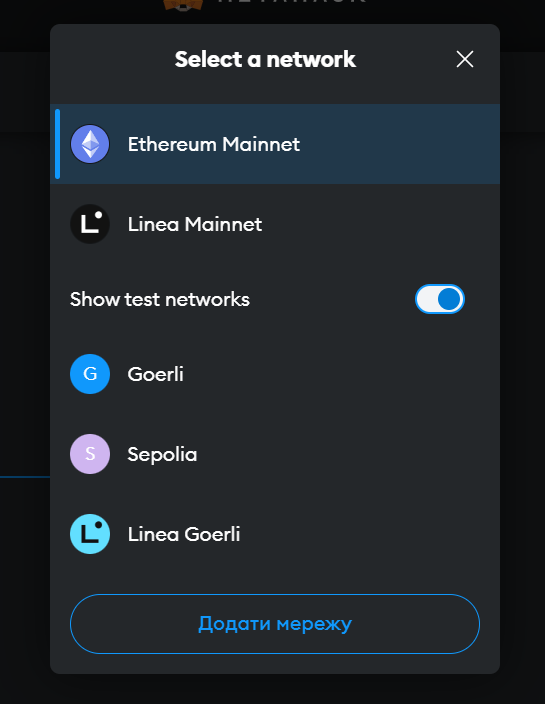 Select a network
Ethereum Mainnet
L
Linea Mainnet
Show test networks
G
Goerli
S
Sepolia
L
Linea Goerli
Додати мережу